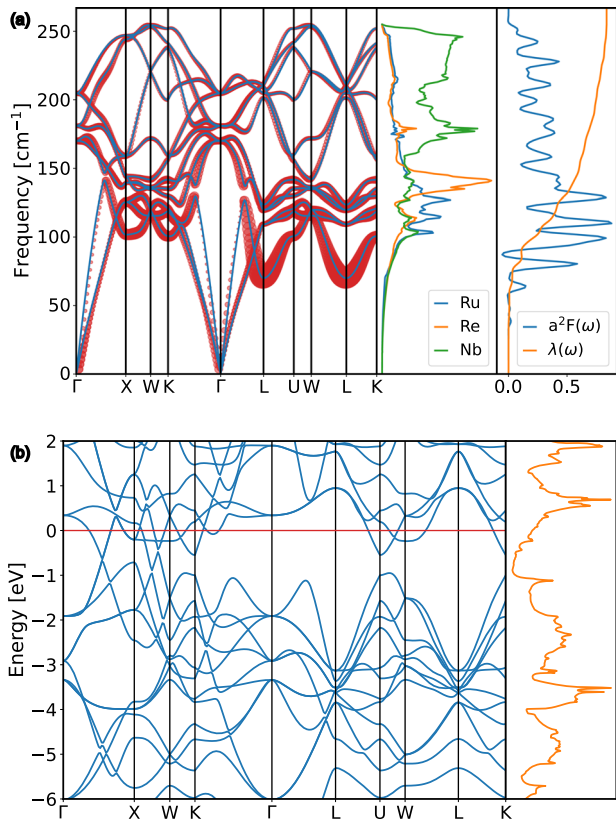 (a)
Frequency [cm⁻¹]
250
200
150
100
50
0
Γ X W K Γ L U W L K
Ru
Re
Nb
a²F(ω)
λ(ω)
0.0 0.5
(b)
Energy [eV]
2
1
0
−1
−2
−3
−4
−5
−6
Γ X W K Γ L U W L K